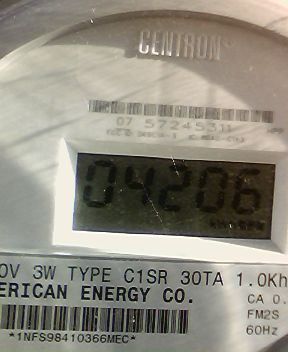 CENTRON
07 57245311
04206
0V 3W TYPE C1SR 30TA 1.0Kh
ERICAN ENERGY CO.
CA 0.
FM2S
60Hz
*1NFS98410366MEC*